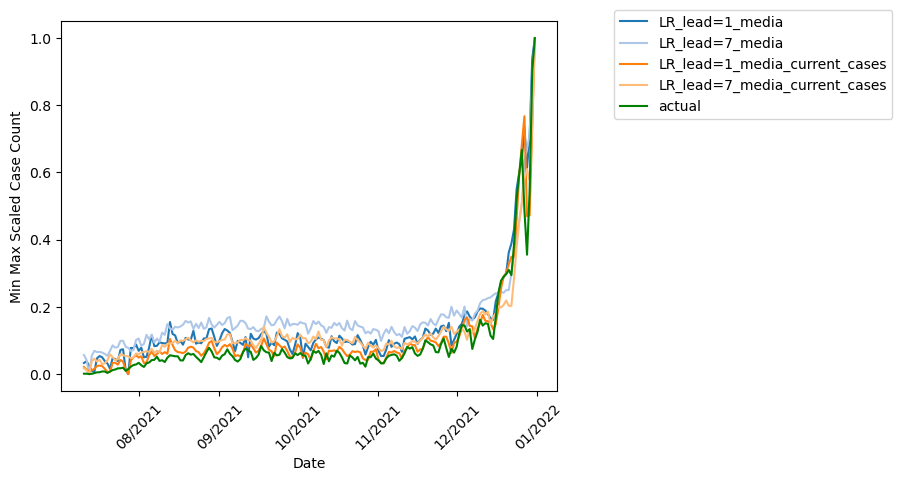 LR_lead=1_media
LR_lead=7_media
LR_lead=1_media_current_cases
LR_lead=7_media_current_cases
actual
Min Max Scaled Case Count
1.0
0.8
0.6
0.4
0.2
0.0
08/2021
09/2021
10/2021
11/2021
12/2021
01/2022
Date